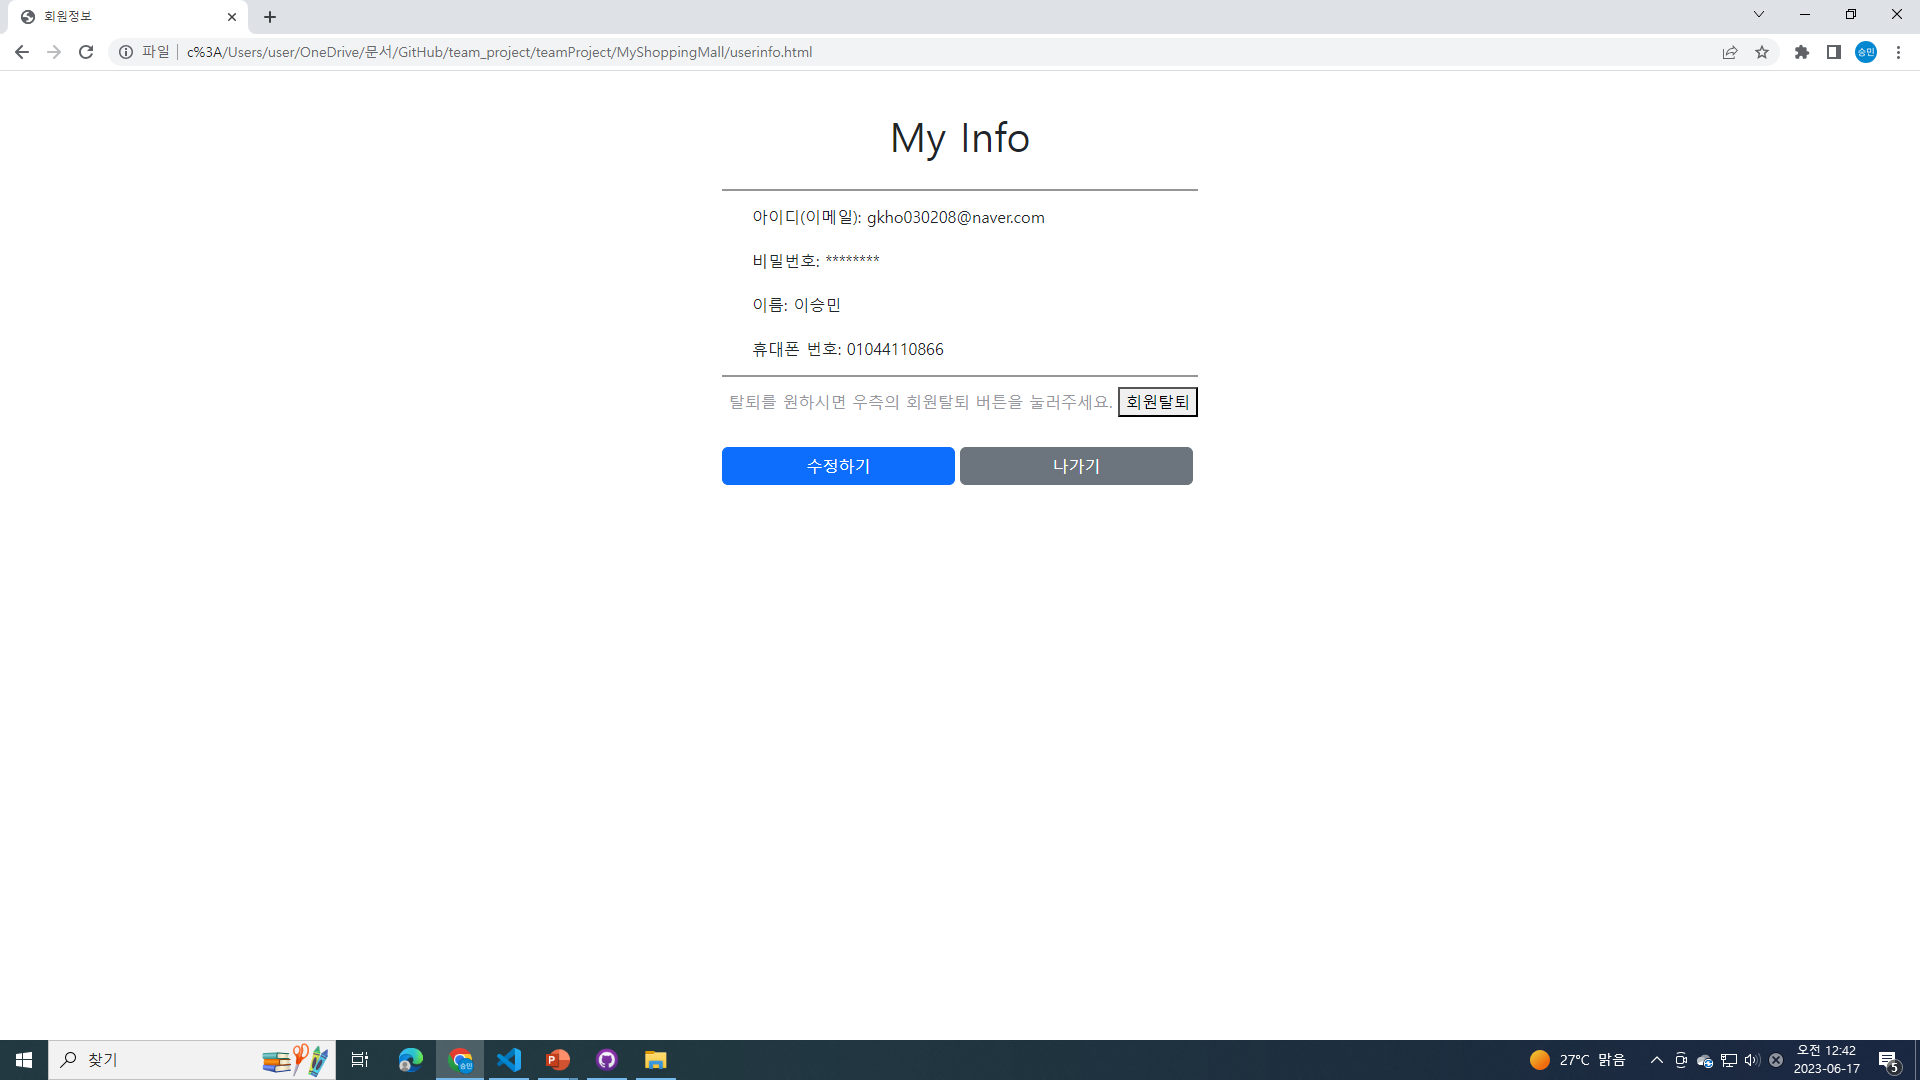 회원정보
파일 c%3A/Users/user/OneDrive/문서/GitHub/team_project/teamProject/MyShoppingMall/userinfo.html
승민
My Info
아이디(이메일): gkho030208@naver.com
비밀번호: ********
이름: 이승민
휴대폰 번호: 01044110866
탈퇴를 원하시면 우측의 회원탈퇴 버튼을 눌러주세요. 회원탈퇴
수정하기 나가기
찾기
승민
27°C 맑음
오전 12:42
2023-06-17
5